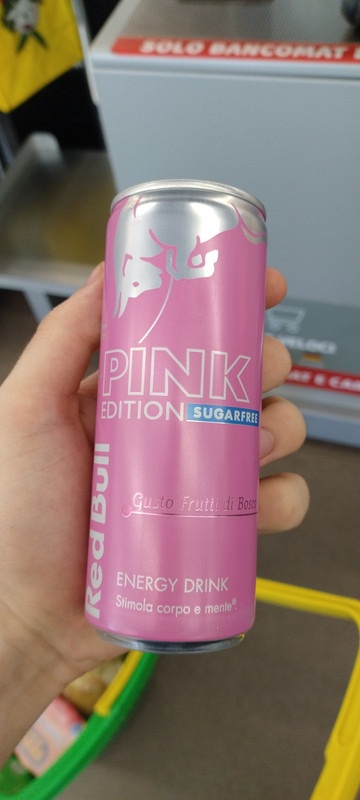 SOLO BANCOMAT
PINK
EDITION SUGARFREE
Red Bull
Gusto Frutti di Bosco
ENERGY DRINK
Stimola corpo e mente®